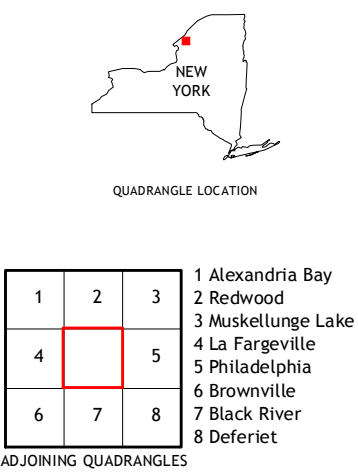 NEW
YORK
QUADRANGLE LOCATION
1 2 3
4 5
6 7 8
1 Alexandria Bay
2 Redwood
3 Muskellunge Lake
4 La Fargeville
5 Philadelphia
6 Brownville
7 Black River
8 Deferiet
ADJOINING QUADRANGLES